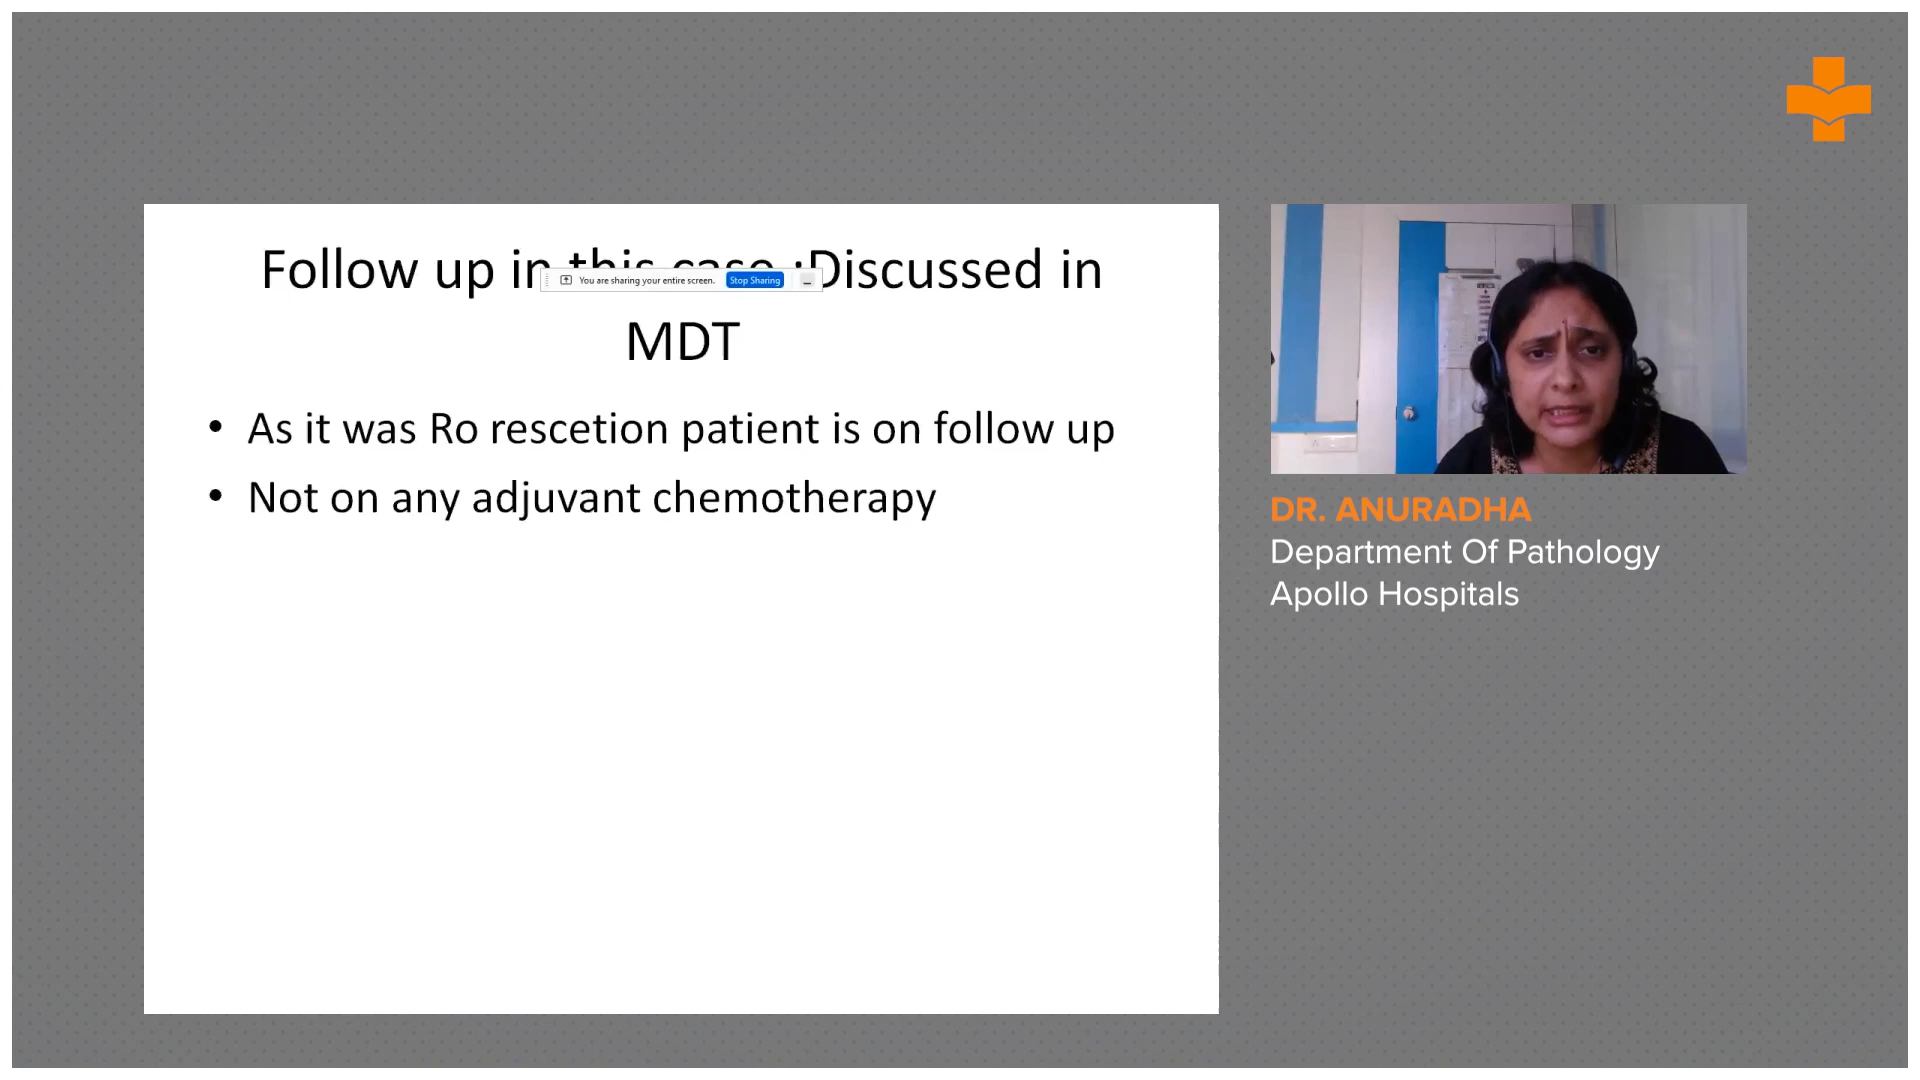 Follow up in this case :Discussed in
MDT
You are sharing your entire screen.
Stop Sharing
• As it was Ro rescetion patient is on follow up
• Not on any adjuvant chemotherapy
DR. ANURADHA
Department Of Pathology
Apollo Hospitals